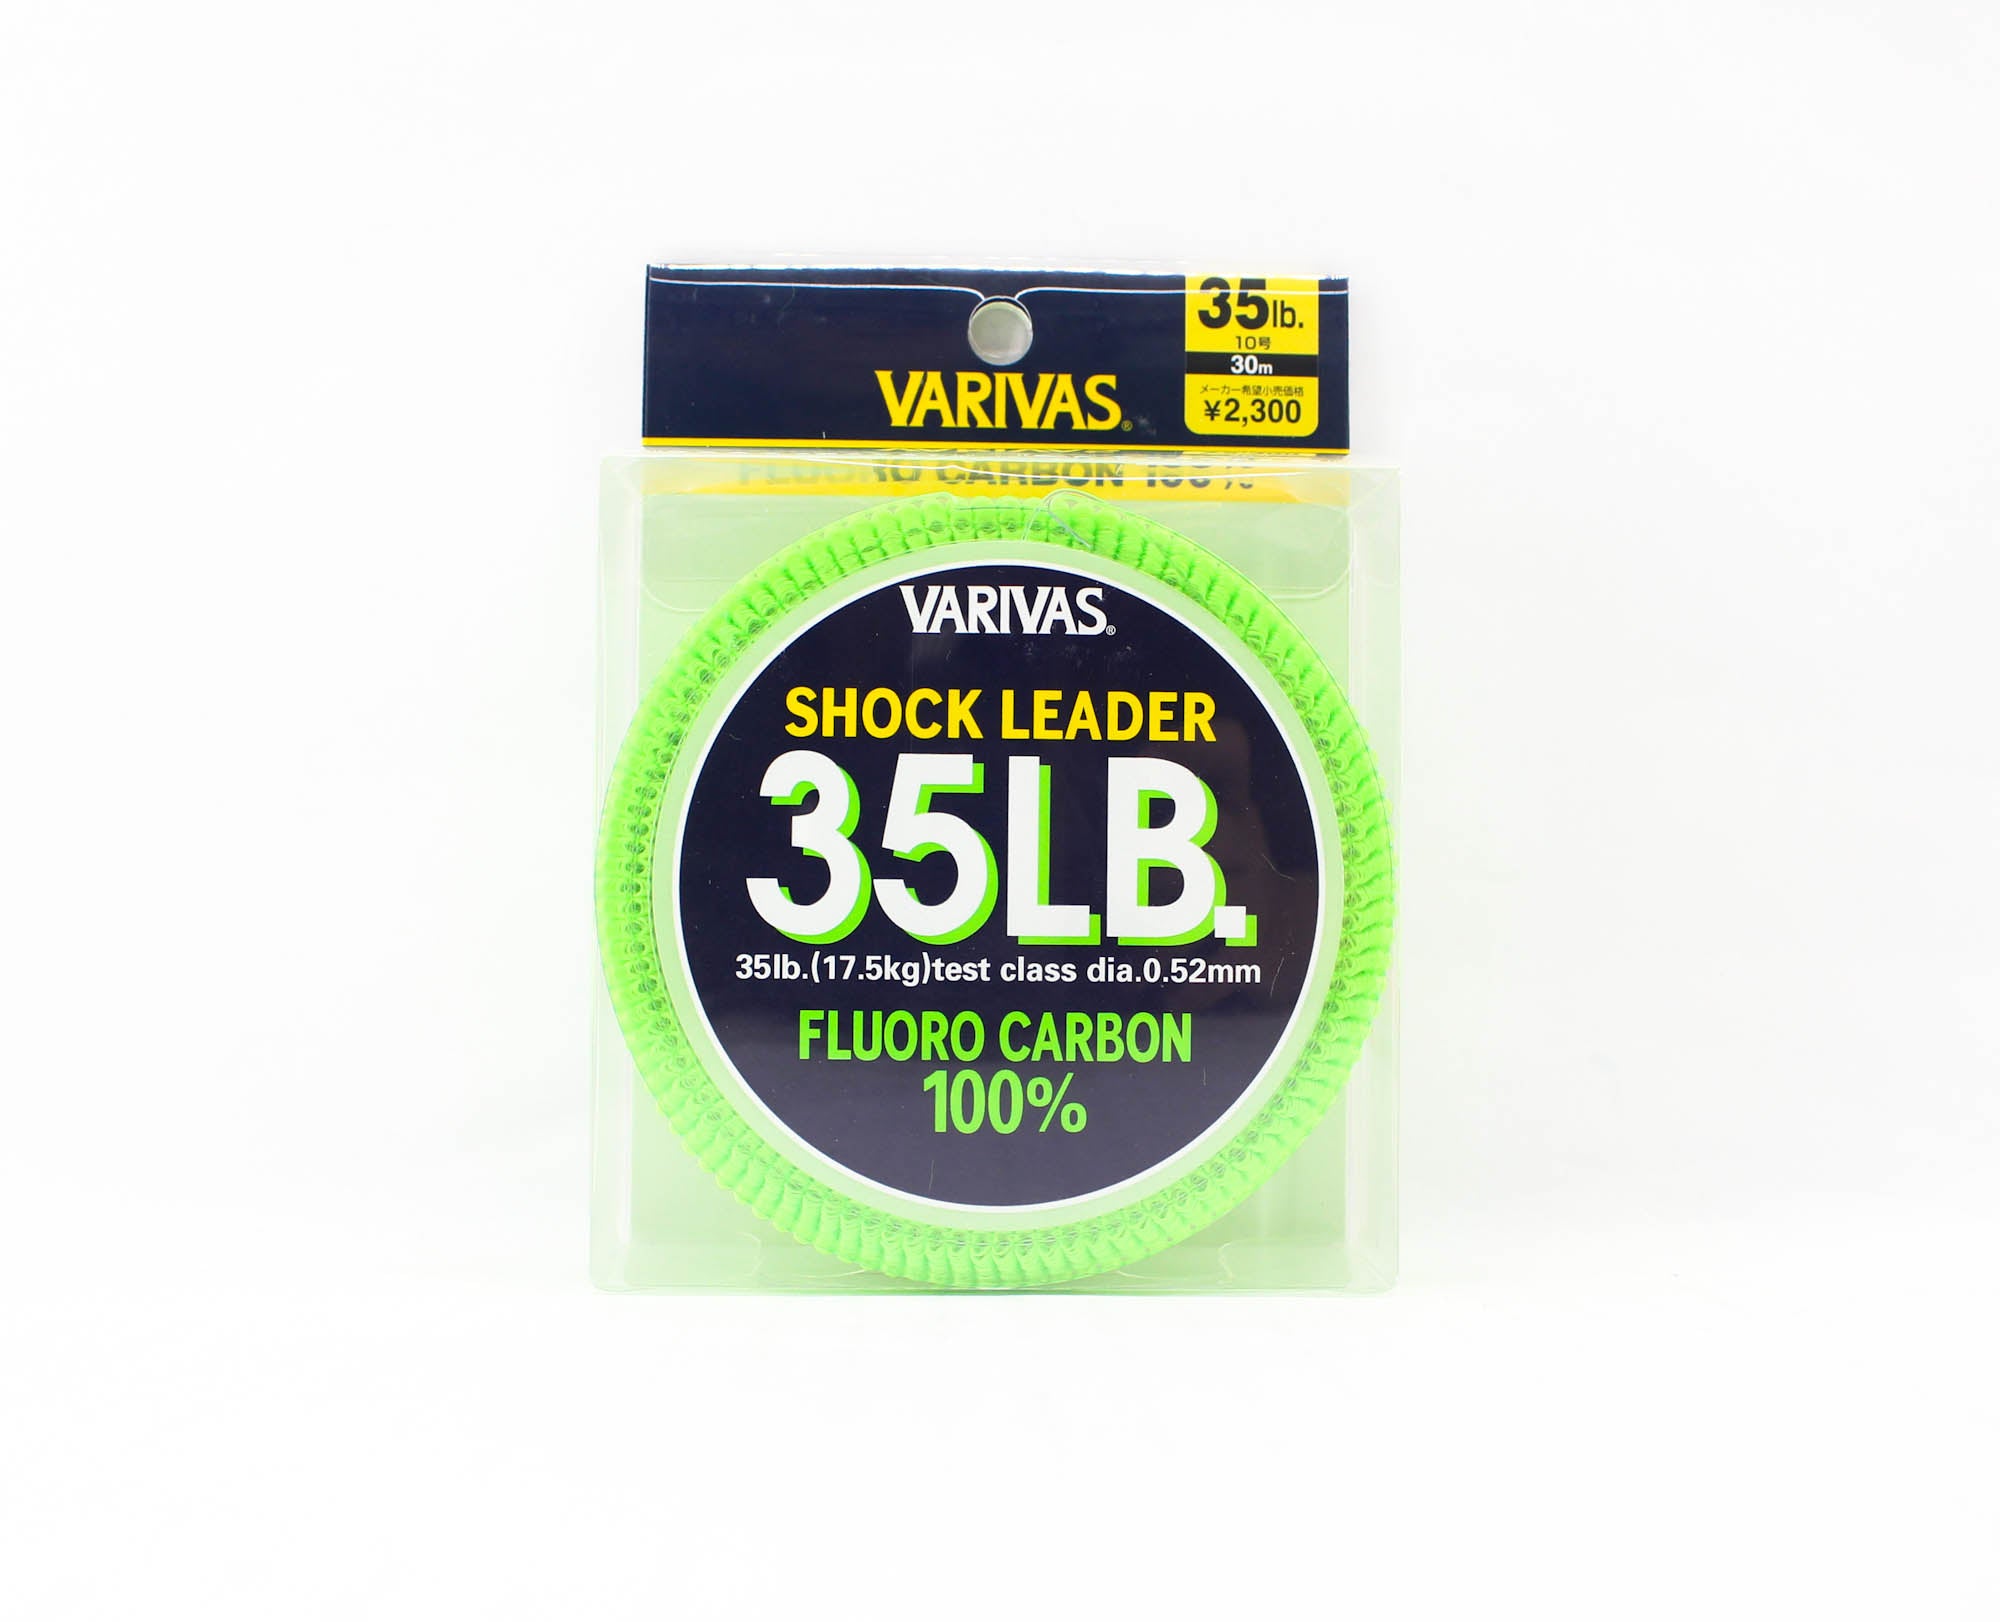 35lb.
10号
30m
メーカー希望小売価格
¥2,300
VARIVAS®
FLUORO CARBON 100%
VARIVAS®
SHOCK LEADER
35LB.
35lb.(17.5kg)test class dia.0.52mm
FLUORO CARBON
100%